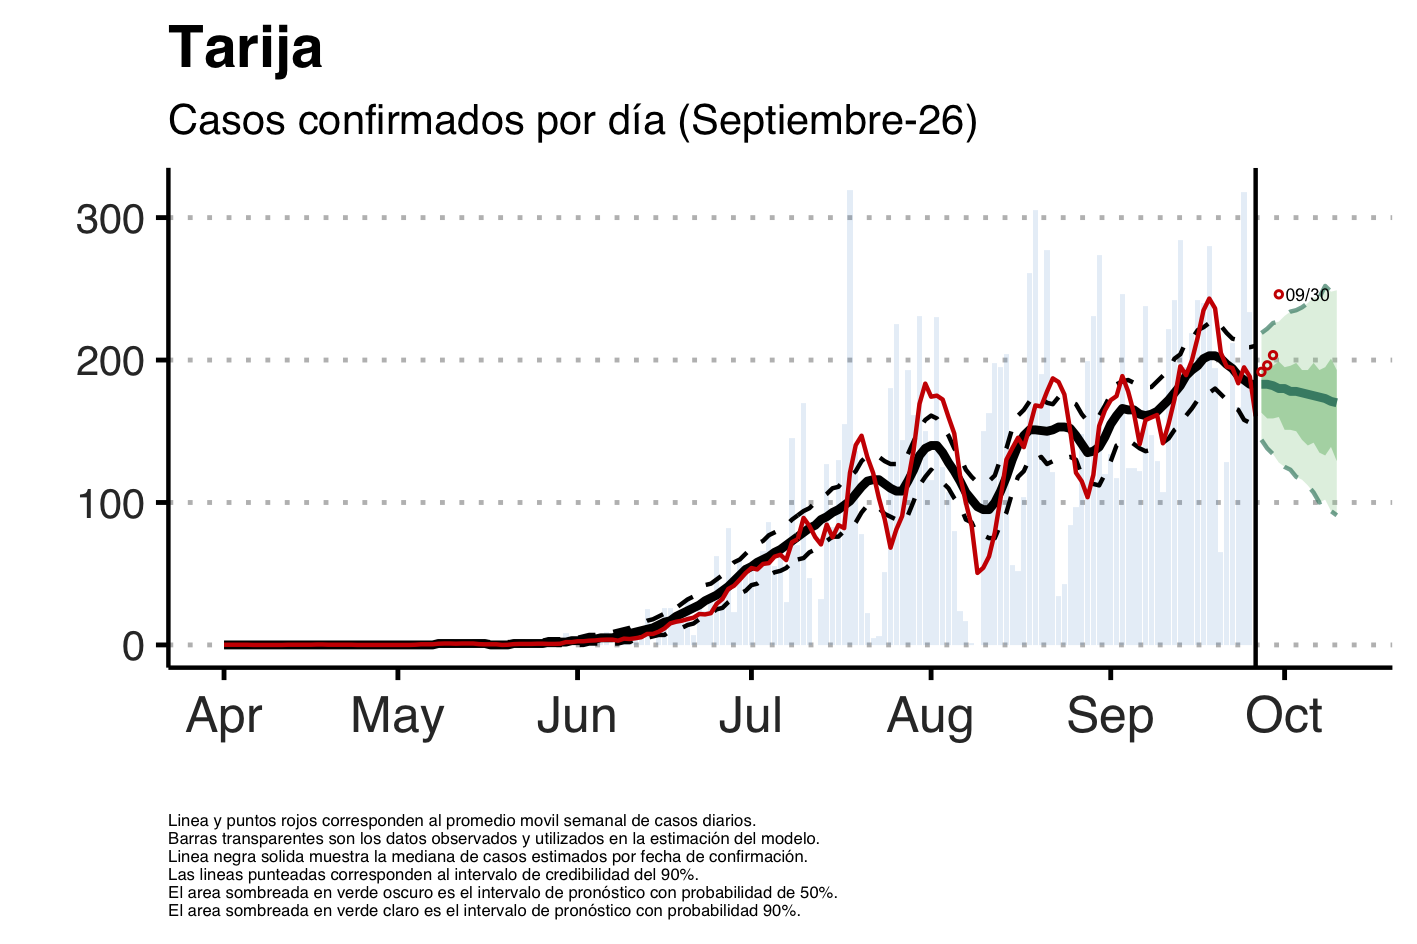 Tarija
Casos confirmados por día (Septiembre-26)
300
200
100
0
09/30
Apr May Jun Jul Aug Sep Oct
Linea y puntos rojos corresponden al promedio movil semanal de casos diarios.
Barras transparentes son los datos observados y utilizados en la estimación del modelo.
Linea negra solida muestra la mediana de casos estimados por fecha de confirmación.
Las lineas punteadas corresponden al intervalo de credibilidad del 90%.
El area sombreada en verde oscuro es el intervalo de pronóstico con probabilidad de 50%.
El area sombreada en verde claro es el intervalo de pronóstico con probabilidad 90%.